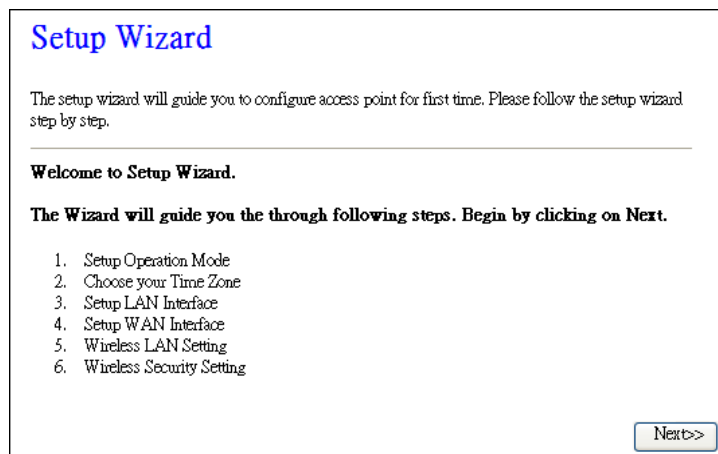 Setup Wizard
The setup wizard will guide you to configure access point for first time. Please follow the setup wizard
step by step.
Welcome to Setup Wizard.
The Wizard will guide you the through following steps. Begin by clicking on Next.
1. Setup Operation Mode
2. Choose your Time Zone
3. Setup LAN Interface
4. Setup WAN Interface
5. Wireless LAN Setting
6. Wireless Security Setting
Next>>